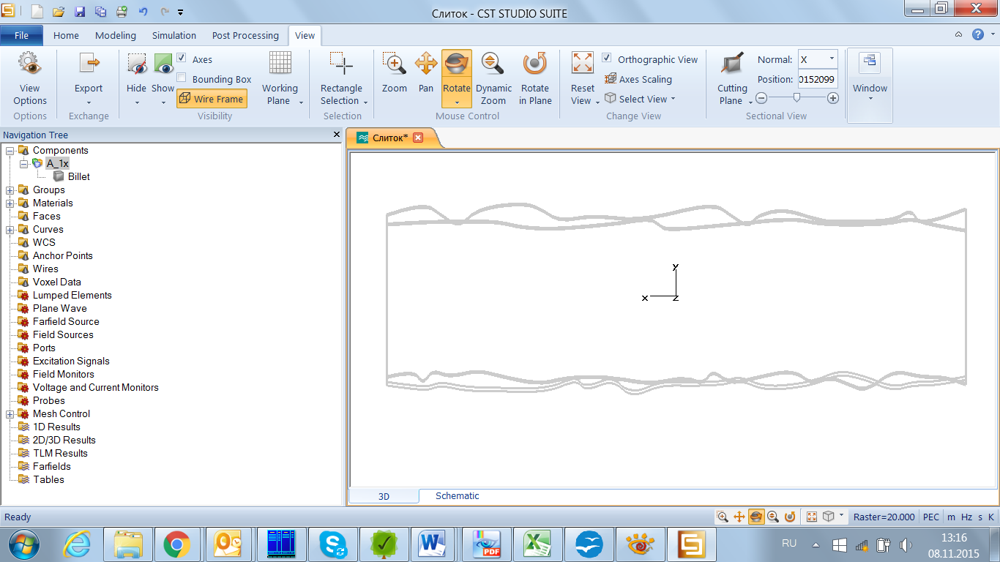 Слиток - CST STUDIO SUITE
File Home Modeling Simulation Post Processing View
View Options
Export
Hide Show
Axes
Bounding Box
Wire Frame
Working Plane
Rectangle Selection
Zoom Pan Rotate Dynamic Zoom Rotate in Plane
Reset View
Orthographic View
Axes Scaling
Select View
Cutting Plane
Normal: X
Position: 0152099
Window
Options Exchange Visibility Selection Mouse Control Change View Sectional View
Navigation Tree
Components
A_1x
Billet
Groups
Materials
Faces
Curves
WCS
Anchor Points
Wires
Voxel Data
Lumped Elements
Plane Wave
Farfield Source
Field Sources
Ports
Excitation Signals
Field Monitors
Voltage and Current Monitors
Probes
Mesh Control
1D Results
2D/3D Results
TLM Results
Farfields
Tables
Слиток*
y
x z
3D Schematic
Ready
Raster=20.000 PEC m Hz s K
PDF
RU
13:16
08.11.2015